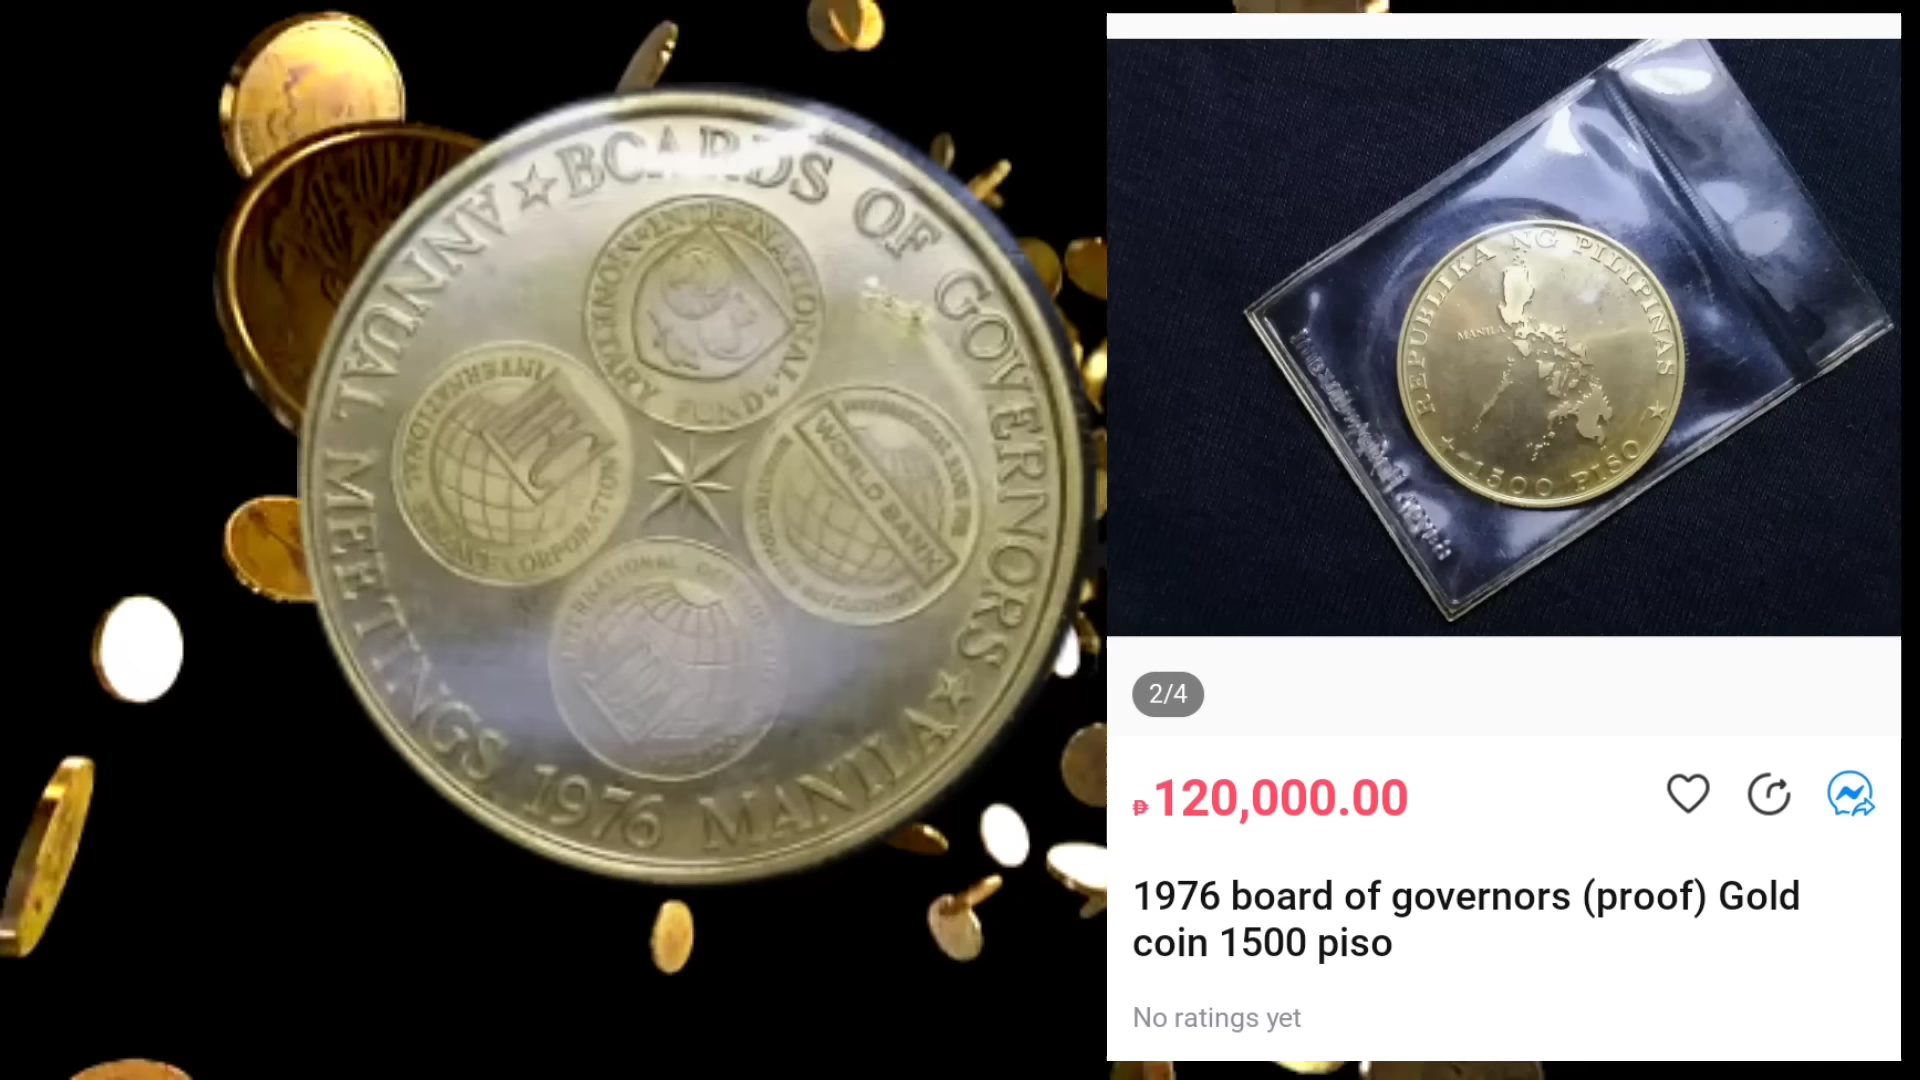 ★ BOARDS OF GOVERNORS ★
ANNUAL MEETINGS 1976 MANILA
INTERNATIONAL MONETARY FUND
INTERNATIONAL FINANCE CORPORATION
IFC
WORLD BANK
INTERNATIONAL
REPUBLIKA NG PILIPINAS
MANILA
★ 1500 PISO ★
2/4
₱120,000.00
1976 board of governors (proof) Gold
coin 1500 piso
No ratings yet